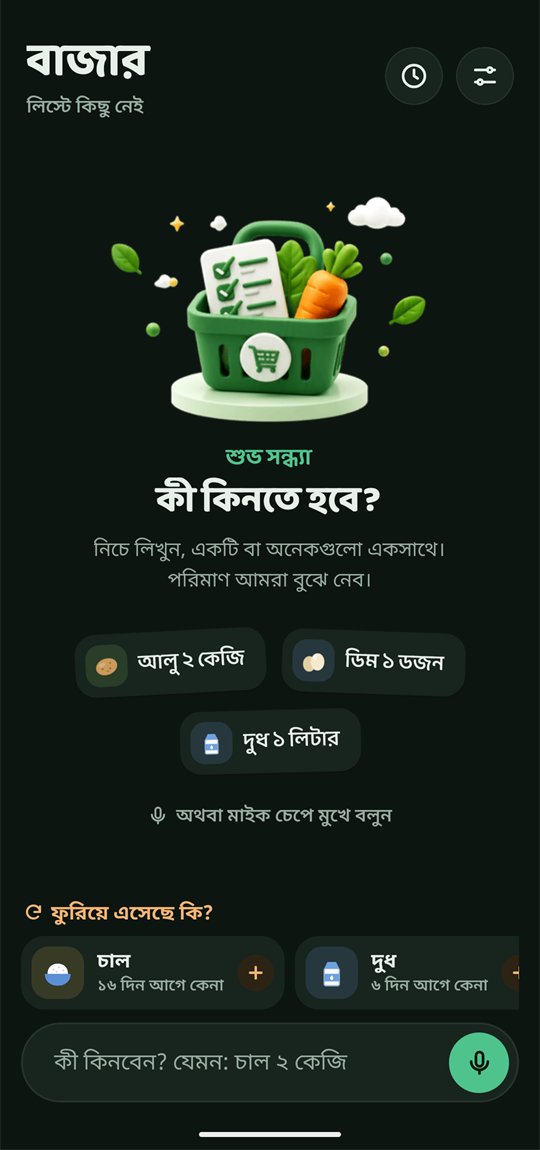 বাজার
লিস্টে কিছু নেই
শুভ সন্ধ্যা
কী কিনতে হবে?
নিচে লিখুন, একটি বা অনেকগুলো একসাথে।
পরিমাণ আমরা বুঝে নেব।
আলু ২ কেজি
ডিম ১ ডজন
দুধ ১ লিটার
অথবা মাইক চেপে মুখে বলুন
ফুরিয়ে এসেছে কি?
চাল
১৬ দিন আগে কেনা
দুধ
৬ দিন আগে কেনা
কী কিনবেন? যেমন: চাল ২ কেজি